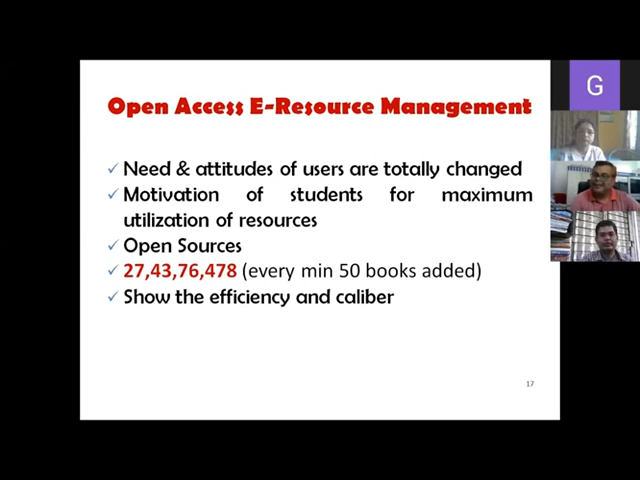 Open Access E-Resource Management
Need & attitudes of users are totally changed
Motivation of students for maximum
utilization of resources
Open Sources
27,43,76,478 (every min 50 books added)
Show the efficiency and caliber
17
G